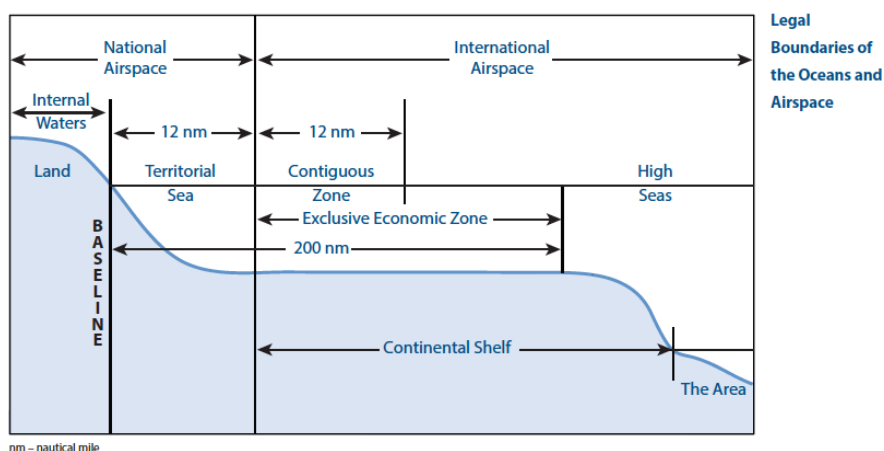 Legal
Boundaries of
the Oceans and
Airspace
National
Airspace
International
Airspace
Internal
Waters
12 nm
12 nm
Land
Territorial
Sea
Contiguous
Zone
High
Seas
Exclusive Economic Zone
200 nm
BASELINE
Continental Shelf
The Area
nm – nautical mile